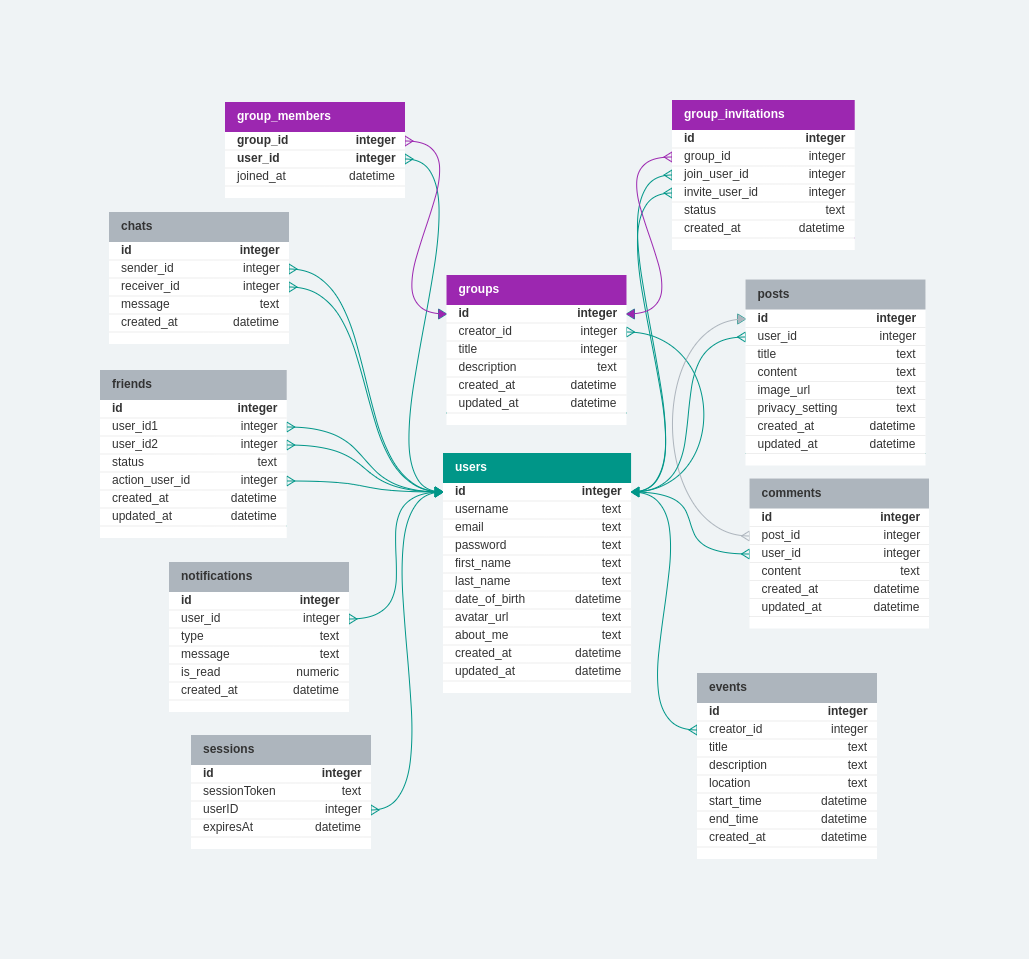 group_members
group_id integer
user_id integer
joined_at datetime
group_invitations
id integer
group_id integer
join_user_id integer
invite_user_id integer
status text
created_at datetime
chats
id integer
sender_id integer
receiver_id integer
message text
created_at datetime
groups
id integer
creator_id integer
title integer
description text
created_at datetime
updated_at datetime
posts
id integer
user_id integer
title text
content text
image_url text
privacy_setting text
created_at datetime
updated_at datetime
friends
id integer
user_id1 integer
user_id2 integer
status text
action_user_id integer
created_at datetime
updated_at datetime
users
id integer
username text
email text
password text
first_name text
last_name text
date_of_birth datetime
avatar_url text
about_me text
created_at datetime
updated_at datetime
comments
id integer
post_id integer
user_id integer
content text
created_at datetime
updated_at datetime
notifications
id integer
user_id integer
type text
message text
is_read numeric
created_at datetime
events
id integer
creator_id integer
title text
description text
location text
start_time datetime
end_time datetime
created_at datetime
sessions
id integer
sessionToken text
userID integer
expiresAt datetime